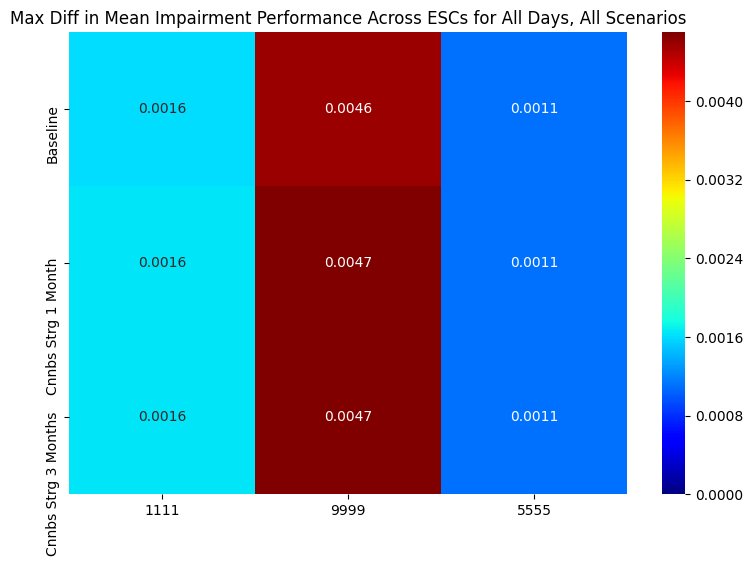 Max Diff in Mean Impairment Performance Across ESCs for All Days, All Scenarios
Baseline
0.0016 0.0046 0.0011
Cnnbs Strg 1 Month
0.0016 0.0047 0.0011
Cnnbs Strg 3 Months
0.0016 0.0047 0.0011
1111 9999 5555
0.0040
0.0032
0.0024
0.0016
0.0008
0.0000